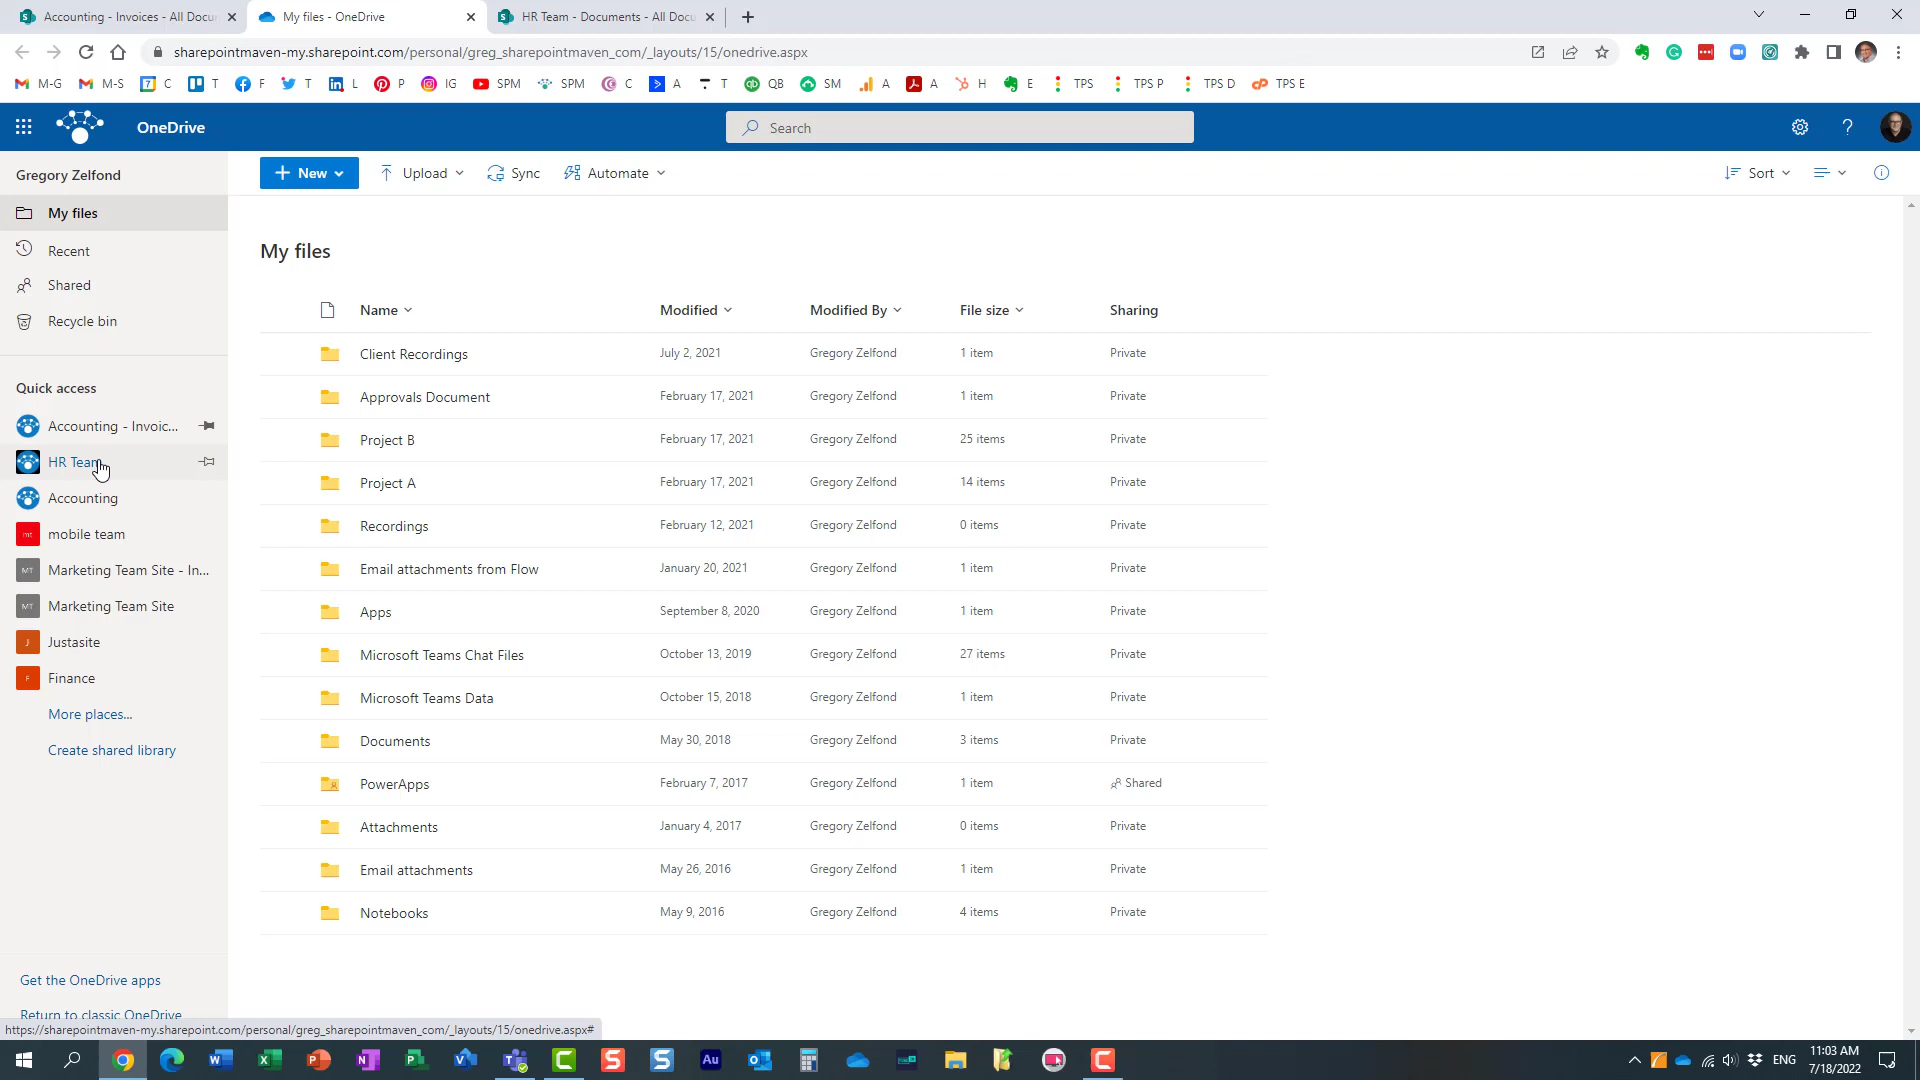 Accounting - Invoices - All Docu
My files - OneDrive
HR Team - Documents - All Docu
sharepointmaven-my.sharepoint.com/personal/greg_sharepointmaven_com/_layouts/15/onedrive.aspx
M-G M-S C T F T L P IG SPM SPM C A T QB SM A A H E TPS TPS P TPS D TPS E
OneDrive
Search
Gregory Zelfond
New Upload Sync Automate Sort
My files
Recent
Shared
Recycle bin
Quick access
Accounting - Invoic...
HR Team
Accounting
mt mobile team
MT Marketing Team Site - In...
MT Marketing Team Site
J Justasite
F Finance
More places...
Create shared library
Get the OneDrive apps
Return to classic OneDrive
My files
Name Modified Modified By File size Sharing
Client Recordings July 2, 2021 Gregory Zelfond 1 item Private
Approvals Document February 17, 2021 Gregory Zelfond 1 item Private
Project B February 17, 2021 Gregory Zelfond 25 items Private
Project A February 17, 2021 Gregory Zelfond 14 items Private
Recordings February 12, 2021 Gregory Zelfond 0 items Private
Email attachments from Flow January 20, 2021 Gregory Zelfond 1 item Private
Apps September 8, 2020 Gregory Zelfond 1 item Private
Microsoft Teams Chat Files October 13, 2019 Gregory Zelfond 27 items Private
Microsoft Teams Data October 15, 2018 Gregory Zelfond 1 item Private
Documents May 30, 2018 Gregory Zelfond 3 items Private
PowerApps February 7, 2017 Gregory Zelfond 1 item Shared
Attachments January 4, 2017 Gregory Zelfond 0 items Private
Email attachments May 26, 2016 Gregory Zelfond 1 item Private
Notebooks May 9, 2016 Gregory Zelfond 4 items Private
https://sharepointmaven-my.sharepoint.com/personal/greg_sharepointmaven_com/_layouts/15/onedrive.aspx#
ENG
11:03 AM
7/18/2022